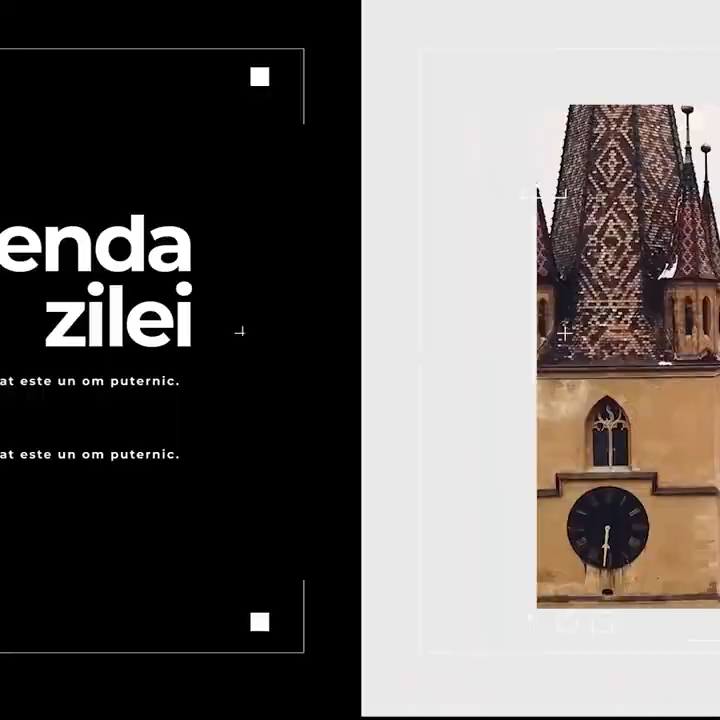 enda
zilei
at este un om puternic.
at este un om puternic.